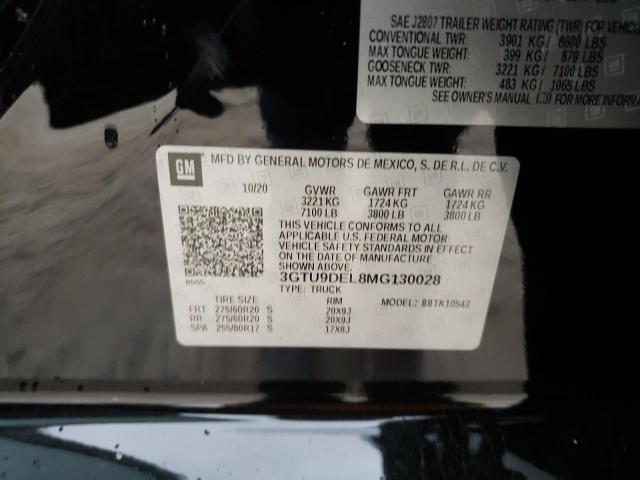 SAE J2807 TRAILER WEIGHT RATING (TWR) FOR VEHICLE
CONVENTIONAL TWR: 3901 KG / 8600 LBS
MAX TONGUE WEIGHT: 399 KG / 879 LBS
GOOSENECK TWR: 3221 KG / 7100 LBS
MAX TONGUE WEIGHT: 483 KG / 1065 LBS
SEE OWNER'S MANUAL FOR MAXIMUM
GM MFD BY GENERAL MOTORS DE MEXICO, S. DE R.L. DE C.V.
10/20 GVWR GAWR FRT GAWR RR
3221 KG 1724 KG 1724 KG
7100 LB 3800 LB 3800 LB
THIS VEHICLE CONFORMS TO ALL
APPLICABLE U.S. FEDERAL MOTOR
VEHICLE SAFETY STANDARDS IN EFFECT
ON THE DATE OF MANUFACTURE
SHOWN ABOVE.
3GTU9DEL8MG130028
TYPE: TRUCK MODEL: 88TK10543
TIRE SIZE RIM
FRT 275/60R20 S 20X9J
RR 275/60R20 S 20X9J
SPA 255/80R17 S 17X8J